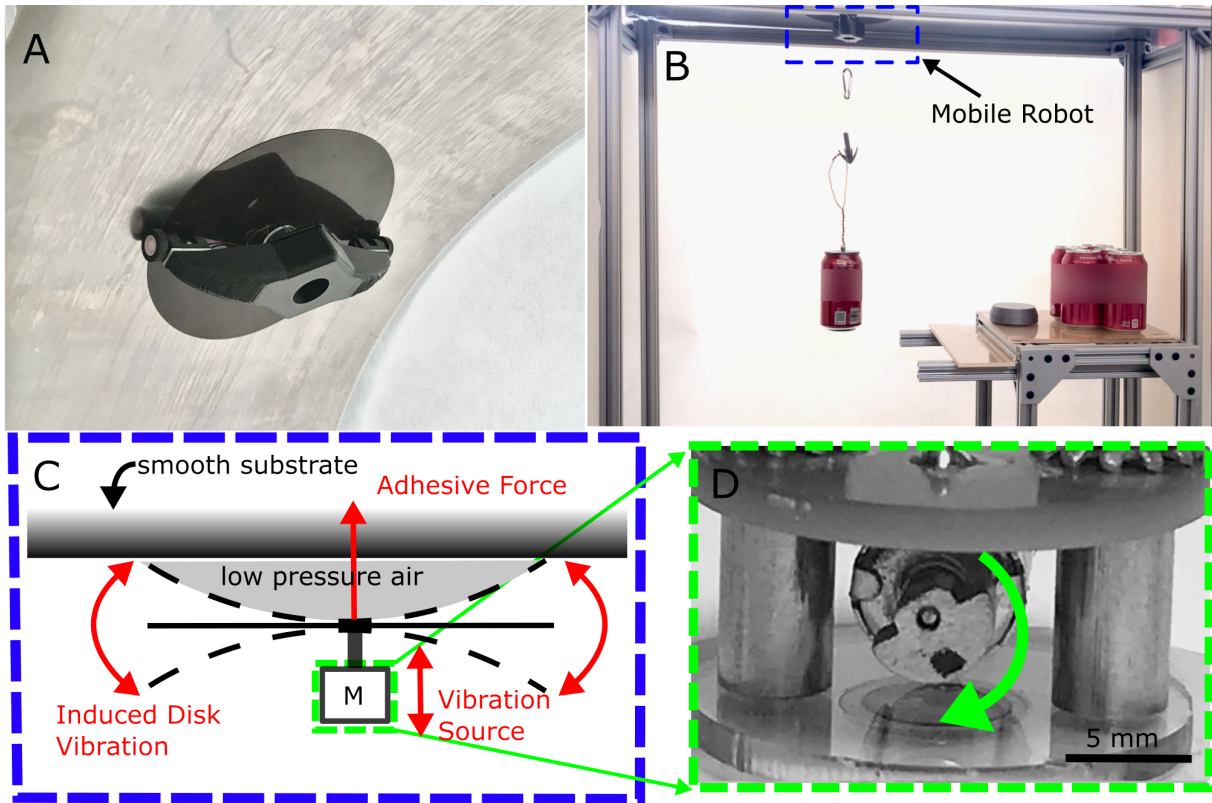 A
B
Mobile Robot
C
smooth substrate
Adhesive Force
low pressure air
M
Induced Disk
Vibration
Vibration
Source
D
5 mm